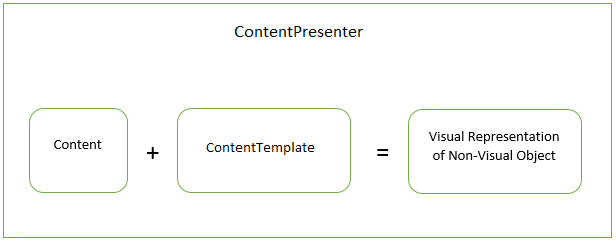 ContentPresenter
Content
+
ContentTemplate
=
Visual Representation
of Non-Visual Object